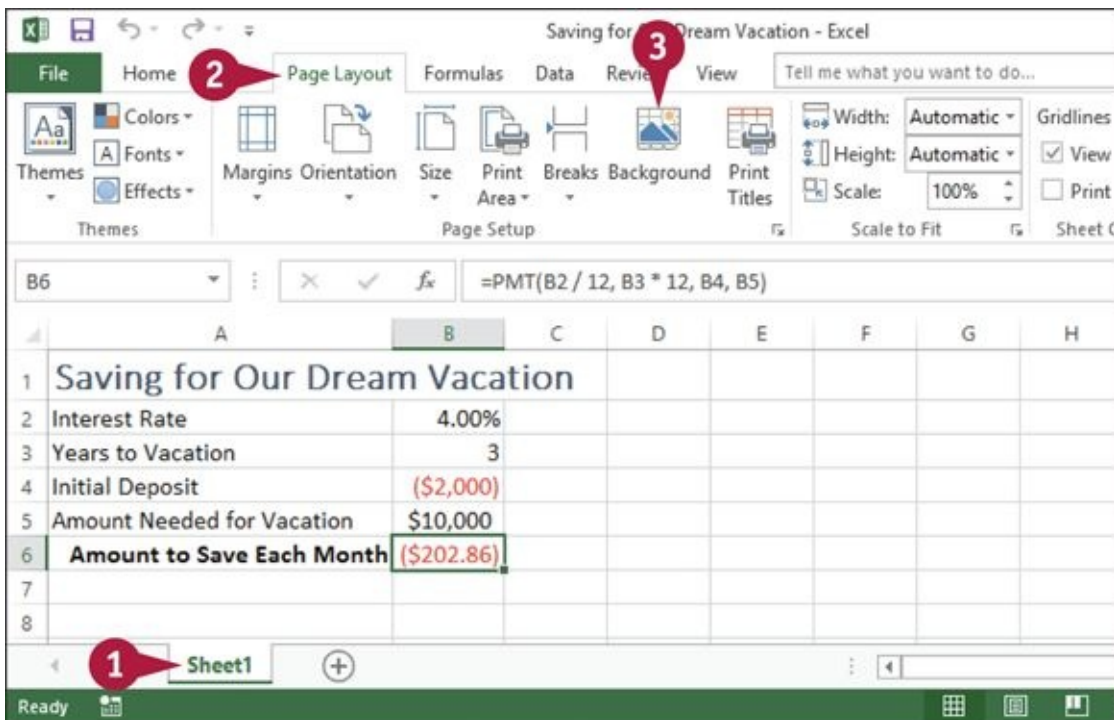 Saving for Our Dream Vacation - Excel
File Home Page Layout Formulas Data Review View Tell me what you want to do...
2
3
Themes
Aa
Colors
A Fonts
Effects
Margins Orientation Size Print Area Breaks Background Print Titles
Width: Automatic
Height: Automatic
Scale: 100%
Gridlines
View
Print
Themes Page Setup Scale to Fit Sheet
B6 fx =PMT(B2 / 12, B3 * 12, B4, B5)
A B C D E F G H
1 Saving for Our Dream Vacation
2 Interest Rate 4.00%
3 Years to Vacation 3
4 Initial Deposit ($2,000)
5 Amount Needed for Vacation $10,000
6 Amount to Save Each Month ($202.86)
7
8
1 Sheet1
Ready